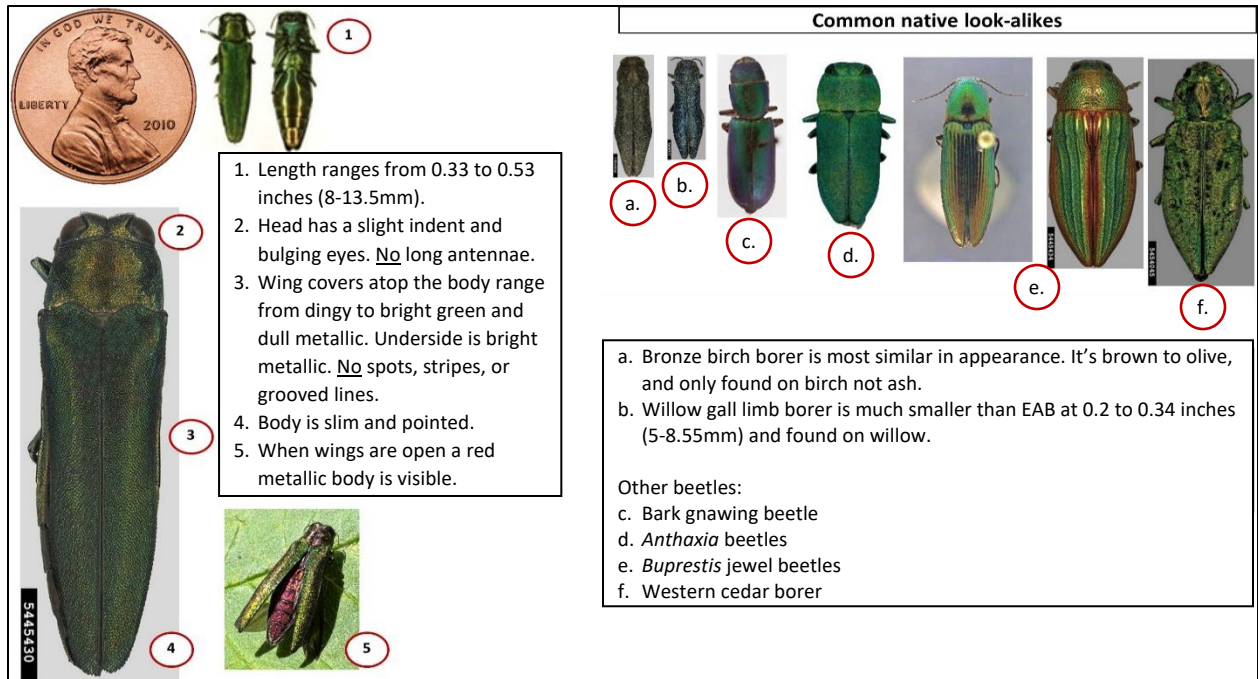 IN GOD WE TRUST
LIBERTY
2010
1
2
3
5445430
4
1. Length ranges from 0.33 to 0.53
inches (8-13.5mm).
2. Head has a slight indent and
bulging eyes. No long antennae.
3. Wing covers atop the body range
from dingy to bright green and
dull metallic. Underside is bright
metallic. No spots, stripes, or
grooved lines.
4. Body is slim and pointed.
5. When wings are open a red
metallic body is visible.
5
Common native look-alikes
a.
b.
c.
d.
e.
5445434
f.
5454045
a. Bronze birch borer is most similar in appearance. It’s brown to olive,
and only found on birch not ash.
b. Willow gall limb borer is much smaller than EAB at 0.2 to 0.34 inches
(5-8.55mm) and found on willow.
Other beetles:
c. Bark gnawing beetle
d. Anthaxia beetles
e. Buprestis jewel beetles
f. Western cedar borer